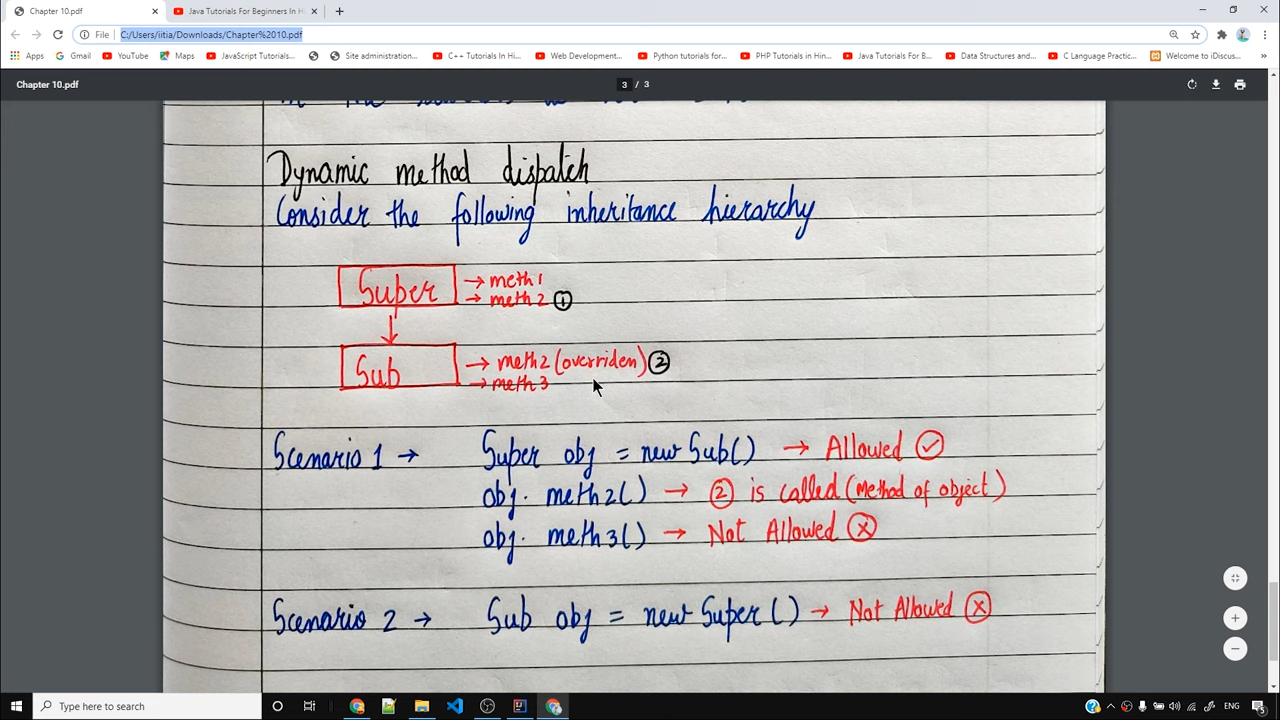 Chapter 10.pdf
Java Tutorials For Beginners In Hi
File
C:/Users/iitia/Downloads/Chapter%2010.pdf
Apps
Gmail
YouTube
Maps
JavaScript Tutorials...
Site administration...
C++ Tutorials In Hi...
Web Development...
Python tutorials for...
PHP Tutorials in Hin...
Java Tutorials For B...
Data Structures and...
C Language Practic...
Welcome to iDiscus...
Chapter 10.pdf
3 / 3
Dynamic method dispatch
Consider the following inheritance hierarchy
Super → meth1
→ meth2 ①
Sub → meth2 (overriden) ②
→ meth3
Scenario 1 → Super obj = new Sub() → Allowed ✓
obj. meth2() → ② is called (Method of object)
obj. meth3() → Not Allowed ⓧ
Scenario 2 → Sub obj = new Super() → Not Allowed ⓧ
Type here to search
ENG